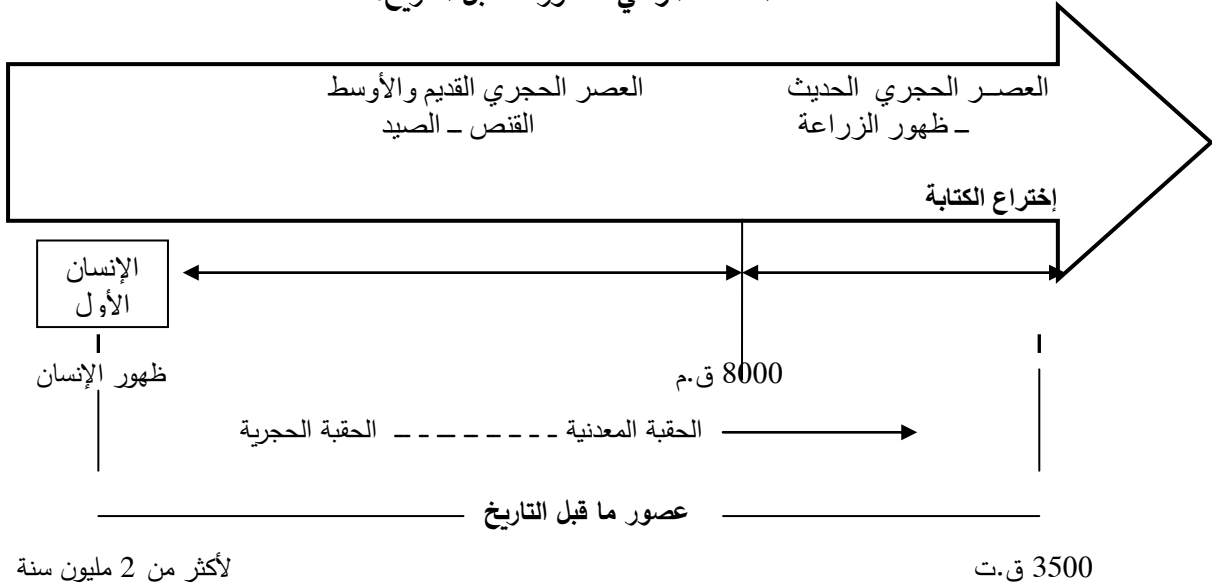 العصر الحجري القديم والأوسط
القنص – الصيد
العصــر الحجري الحديث
– ظهور الزراعة
إختراع الكتابة
الإنسان
الأول
ظهور الإنسان
8000 ق.م
الحقبة المعدنية – – – – – – – – الحقبة الحجرية
عصور ما قبل التاريخ
لأكثر من 2 مليون سنة
3500 ق.ت